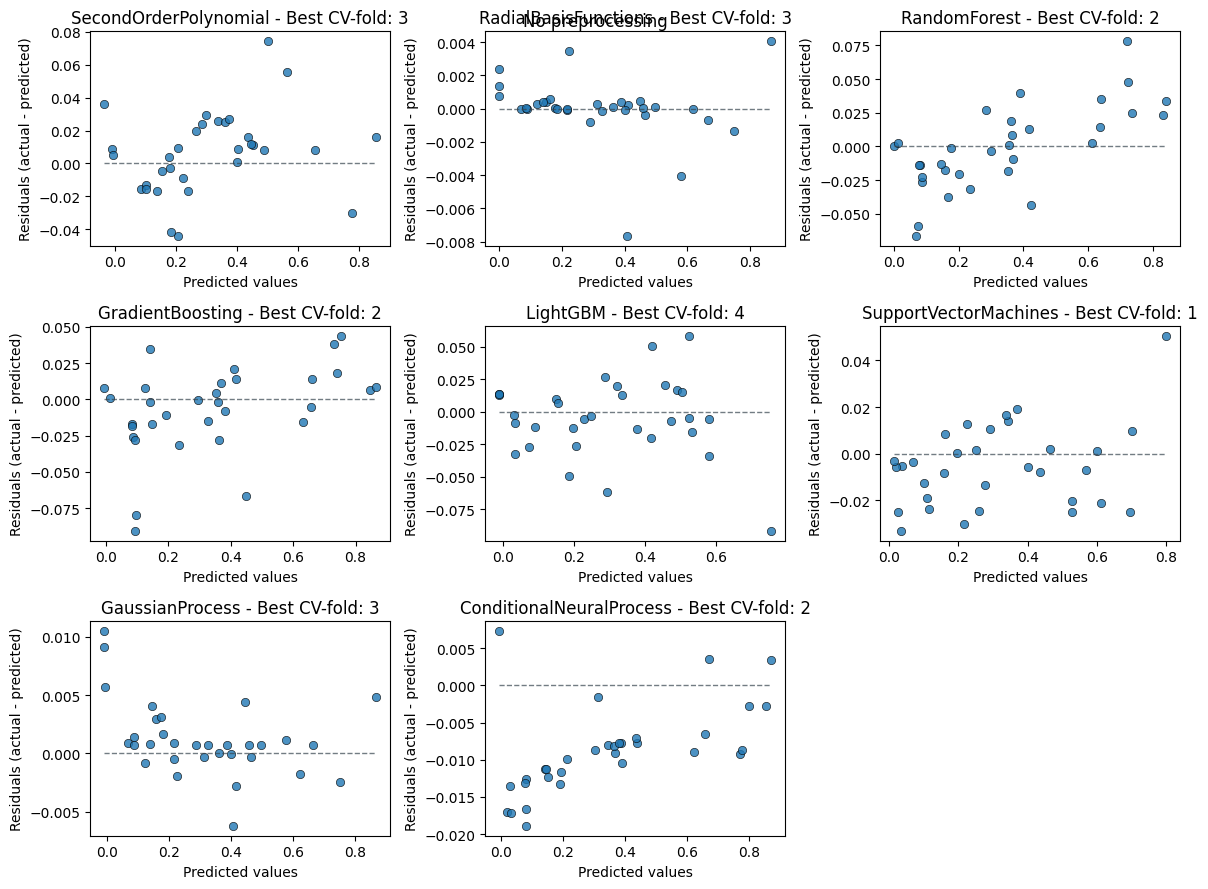 No preprocessing
SecondOrderPolynomial - Best CV-fold: 3
Residuals (actual - predicted)
0.08
0.06
0.04
0.02
0.00
−0.02
−0.04
0.0 0.2 0.4 0.6 0.8
Predicted values
RadialBasisFunctions - Best CV-fold: 3
Residuals (actual - predicted)
0.004
0.002
0.000
−0.002
−0.004
−0.006
−0.008
0.0 0.2 0.4 0.6 0.8
Predicted values
RandomForest - Best CV-fold: 2
Residuals (actual - predicted)
0.075
0.050
0.025
0.000
−0.025
−0.050
0.0 0.2 0.4 0.6 0.8
Predicted values
GradientBoosting - Best CV-fold: 2
Residuals (actual - predicted)
0.050
0.025
0.000
−0.025
−0.050
−0.075
0.0 0.2 0.4 0.6 0.8
Predicted values
LightGBM - Best CV-fold: 4
Residuals (actual - predicted)
0.050
0.025
0.000
−0.025
−0.050
−0.075
0.0 0.2 0.4 0.6
Predicted values
SupportVectorMachines - Best CV-fold: 1
Residuals (actual - predicted)
0.04
0.02
0.00
−0.02
0.0 0.2 0.4 0.6 0.8
Predicted values
GaussianProcess - Best CV-fold: 3
Residuals (actual - predicted)
0.010
0.005
0.000
−0.005
0.0 0.2 0.4 0.6 0.8
Predicted values
ConditionalNeuralProcess - Best CV-fold: 2
Residuals (actual - predicted)
0.005
0.000
−0.005
−0.010
−0.015
−0.020
0.0 0.2 0.4 0.6 0.8
Predicted values